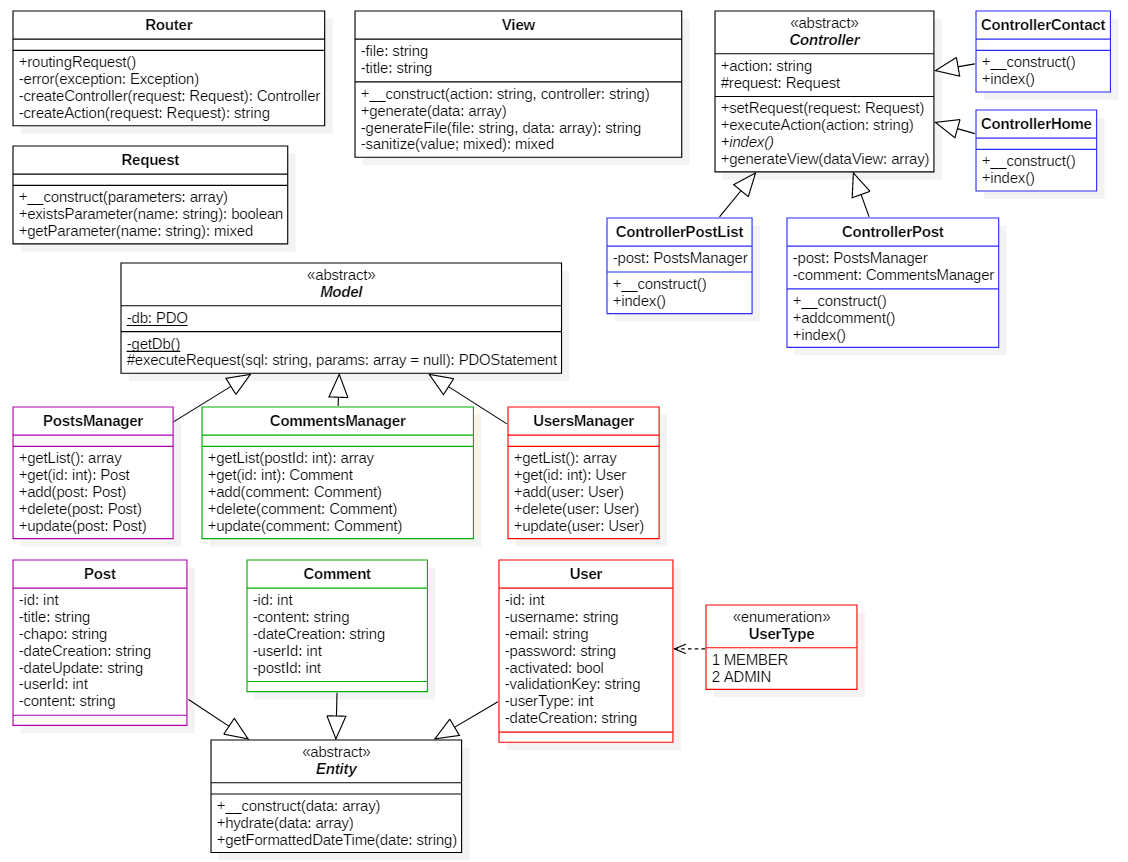 Router
+routingRequest()
-error(exception: Exception)
-createController(request: Request): Controller
-createAction(request: Request): string
View
-file: string
-title: string
+__construct(action: string, controller: string)
+generate(data: array)
-generateFile(file: string, data: array): string
-sanitize(value; mixed): mixed
«abstract»
Controller
+action: string
#request: Request
+setRequest(request: Request)
+executeAction(action: string)
+index()
+generateView(dataView: array)
ControllerContact
+__construct()
+index()
ControllerHome
+__construct()
+index()
Request
+__construct(parameters: array)
+existsParameter(name: string): boolean
+getParameter(name: string): mixed
ControllerPostList
-post: PostsManager
+__construct()
+index()
ControllerPost
-post: PostsManager
-comment: CommentsManager
+__construct()
+addcomment()
+index()
«abstract»
Model
-db: PDO
-getDb()
#executeRequest(sql: string, params: array = null): PDOStatement
PostsManager
+getList(): array
+get(id: int): Post
+add(post: Post)
+delete(post: Post)
+update(post: Post)
CommentsManager
+getList(postId: int): array
+get(id: int): Comment
+add(comment: Comment)
+delete(comment: Comment)
+update(comment: Comment)
UsersManager
+getList(): array
+get(id: int): User
+add(user: User)
+delete(user: User)
+update(user: User)
Post
-id: int
-title: string
-chapo: string
-dateCreation: string
-dateUpdate: string
-userId: int
-content: string
Comment
-id: int
-content: string
-dateCreation: string
-userId: int
-postId: int
User
-id: int
-username: string
-email: string
-password: string
-activated: bool
-validationKey: string
-userType: int
-dateCreation: string
«enumeration»
UserType
1 MEMBER
2 ADMIN
«abstract»
Entity
+__construct(data: array)
+hydrate(data: array)
+getFormattedDateTime(date: string)